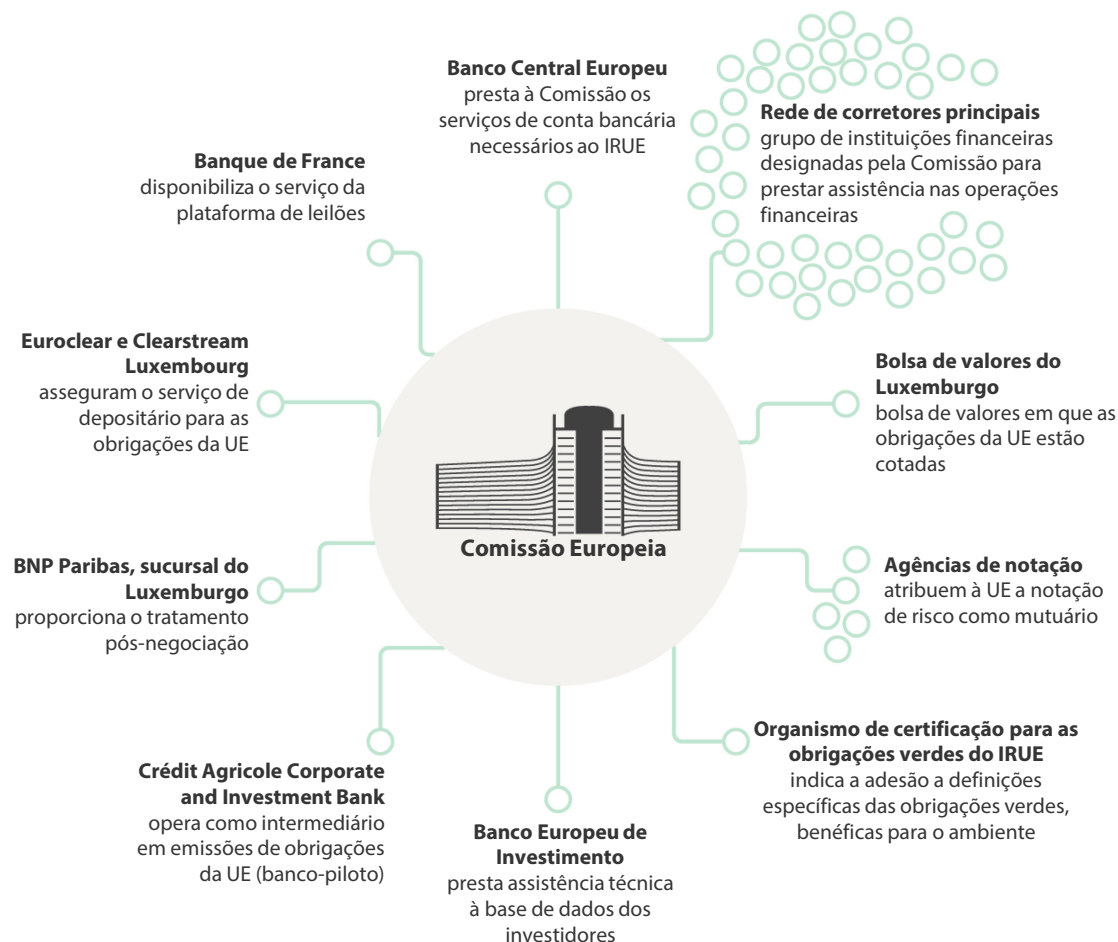 Banco Central Europeu
presta à Comissão os
serviços de conta bancária
necessários ao IRUE
Rede de corretores principais
grupo de instituições financeiras
designadas pela Comissão para
prestar assistência nas operações
financeiras
Banque de France
disponibiliza o serviço da
plataforma de leilões
Euroclear e Clearstream
Luxembourg
asseguram o serviço de
depositário para as
obrigações da UE
Bolsa de valores do
Luxemburgo
bolsa de valores em que as
obrigações da UE estão
cotadas
Comissão Europeia
BNP Paribas, sucursal do
Luxemburgo
proporciona o tratamento
pós-negociação
Agências de notação
atribuem à UE a notação
de risco como mutuário
Crédit Agricole Corporate
and Investment Bank
opera como intermediário
em emissões de obrigações
da UE (banco-piloto)
Banco Europeu de
Investimento
presta assistência técnica
à base de dados dos
investidores
Organismo de certificação para as
obrigações verdes do IRUE
indica a adesão a definições
específicas das obrigações verdes,
benéficas para o ambiente